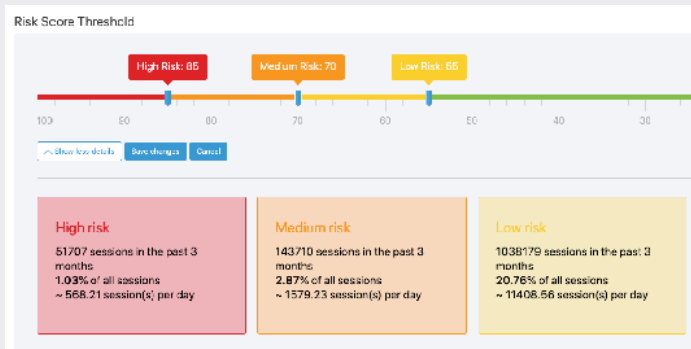 Risk Score Threshold
High Risk: 85 Medium Risk: 70 Low Risk: 55
100 90 80 70 60 50 40 30
Show less details Save changes Cancel
High risk
51707 sessions in the past 3
months
1.03% of all sessions
~ 568.21 session(s) per day
Medium risk
143710 sessions in the past 3
months
2.87% of all sessions
~ 1579.23 session(s) per day
Low risk
1038179 sessions in the past 3
months
20.76% of all sessions
~ 11408.56 session(s) per day